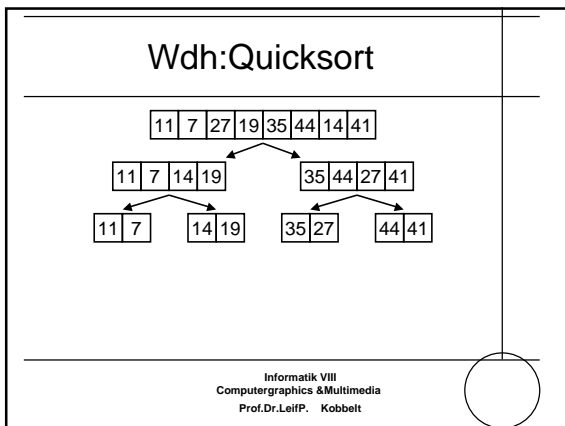 Wdh:Quicksort
11 7 27 19 35 44 14 41
11 7 14 19 35 44 27 41
11 7 14 19 35 27 44 41
Informatik VIII
Computergraphics &Multimedia
Prof.Dr.LeifP. Kobbelt